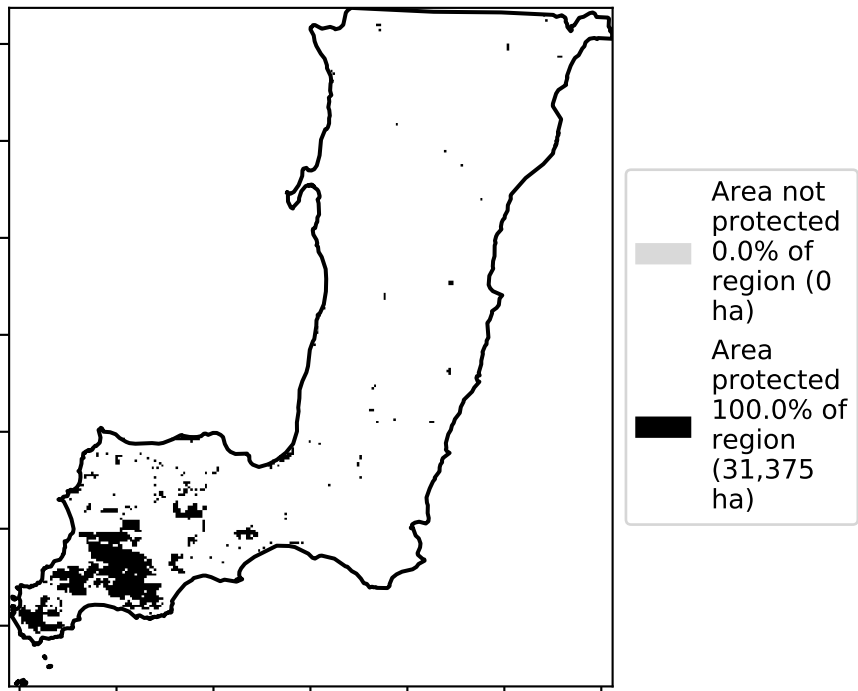 Area not
protected
0.0% of
region (0
ha)
Area
protected
100.0% of
region
(31,375
ha)